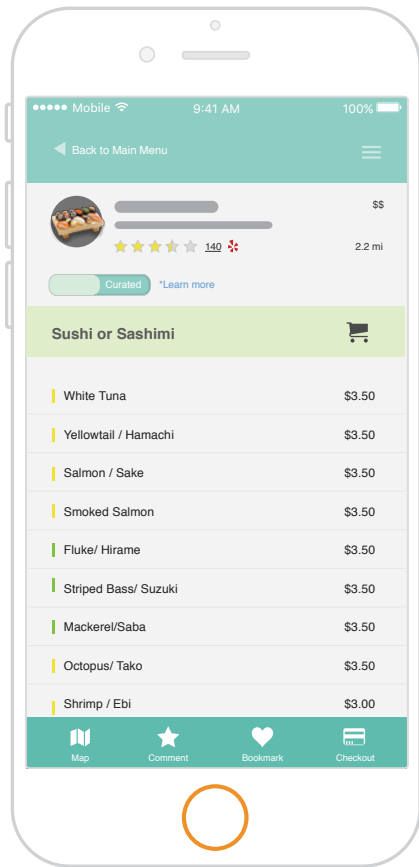 Mobile 9:41 AM 100%
Back to Main Menu
$$
140
2.2 mi
Curated *Learn more
Sushi or Sashimi
White Tuna $3.50
Yellowtail / Hamachi $3.50
Salmon / Sake $3.50
Smoked Salmon $3.50
Fluke/ Hirame $3.50
Striped Bass/ Suzuki $3.50
Mackerel/Saba $3.50
Octopus/ Tako $3.50
Shrimp / Ebi $3.00
Map Comment Bookmark Checkout